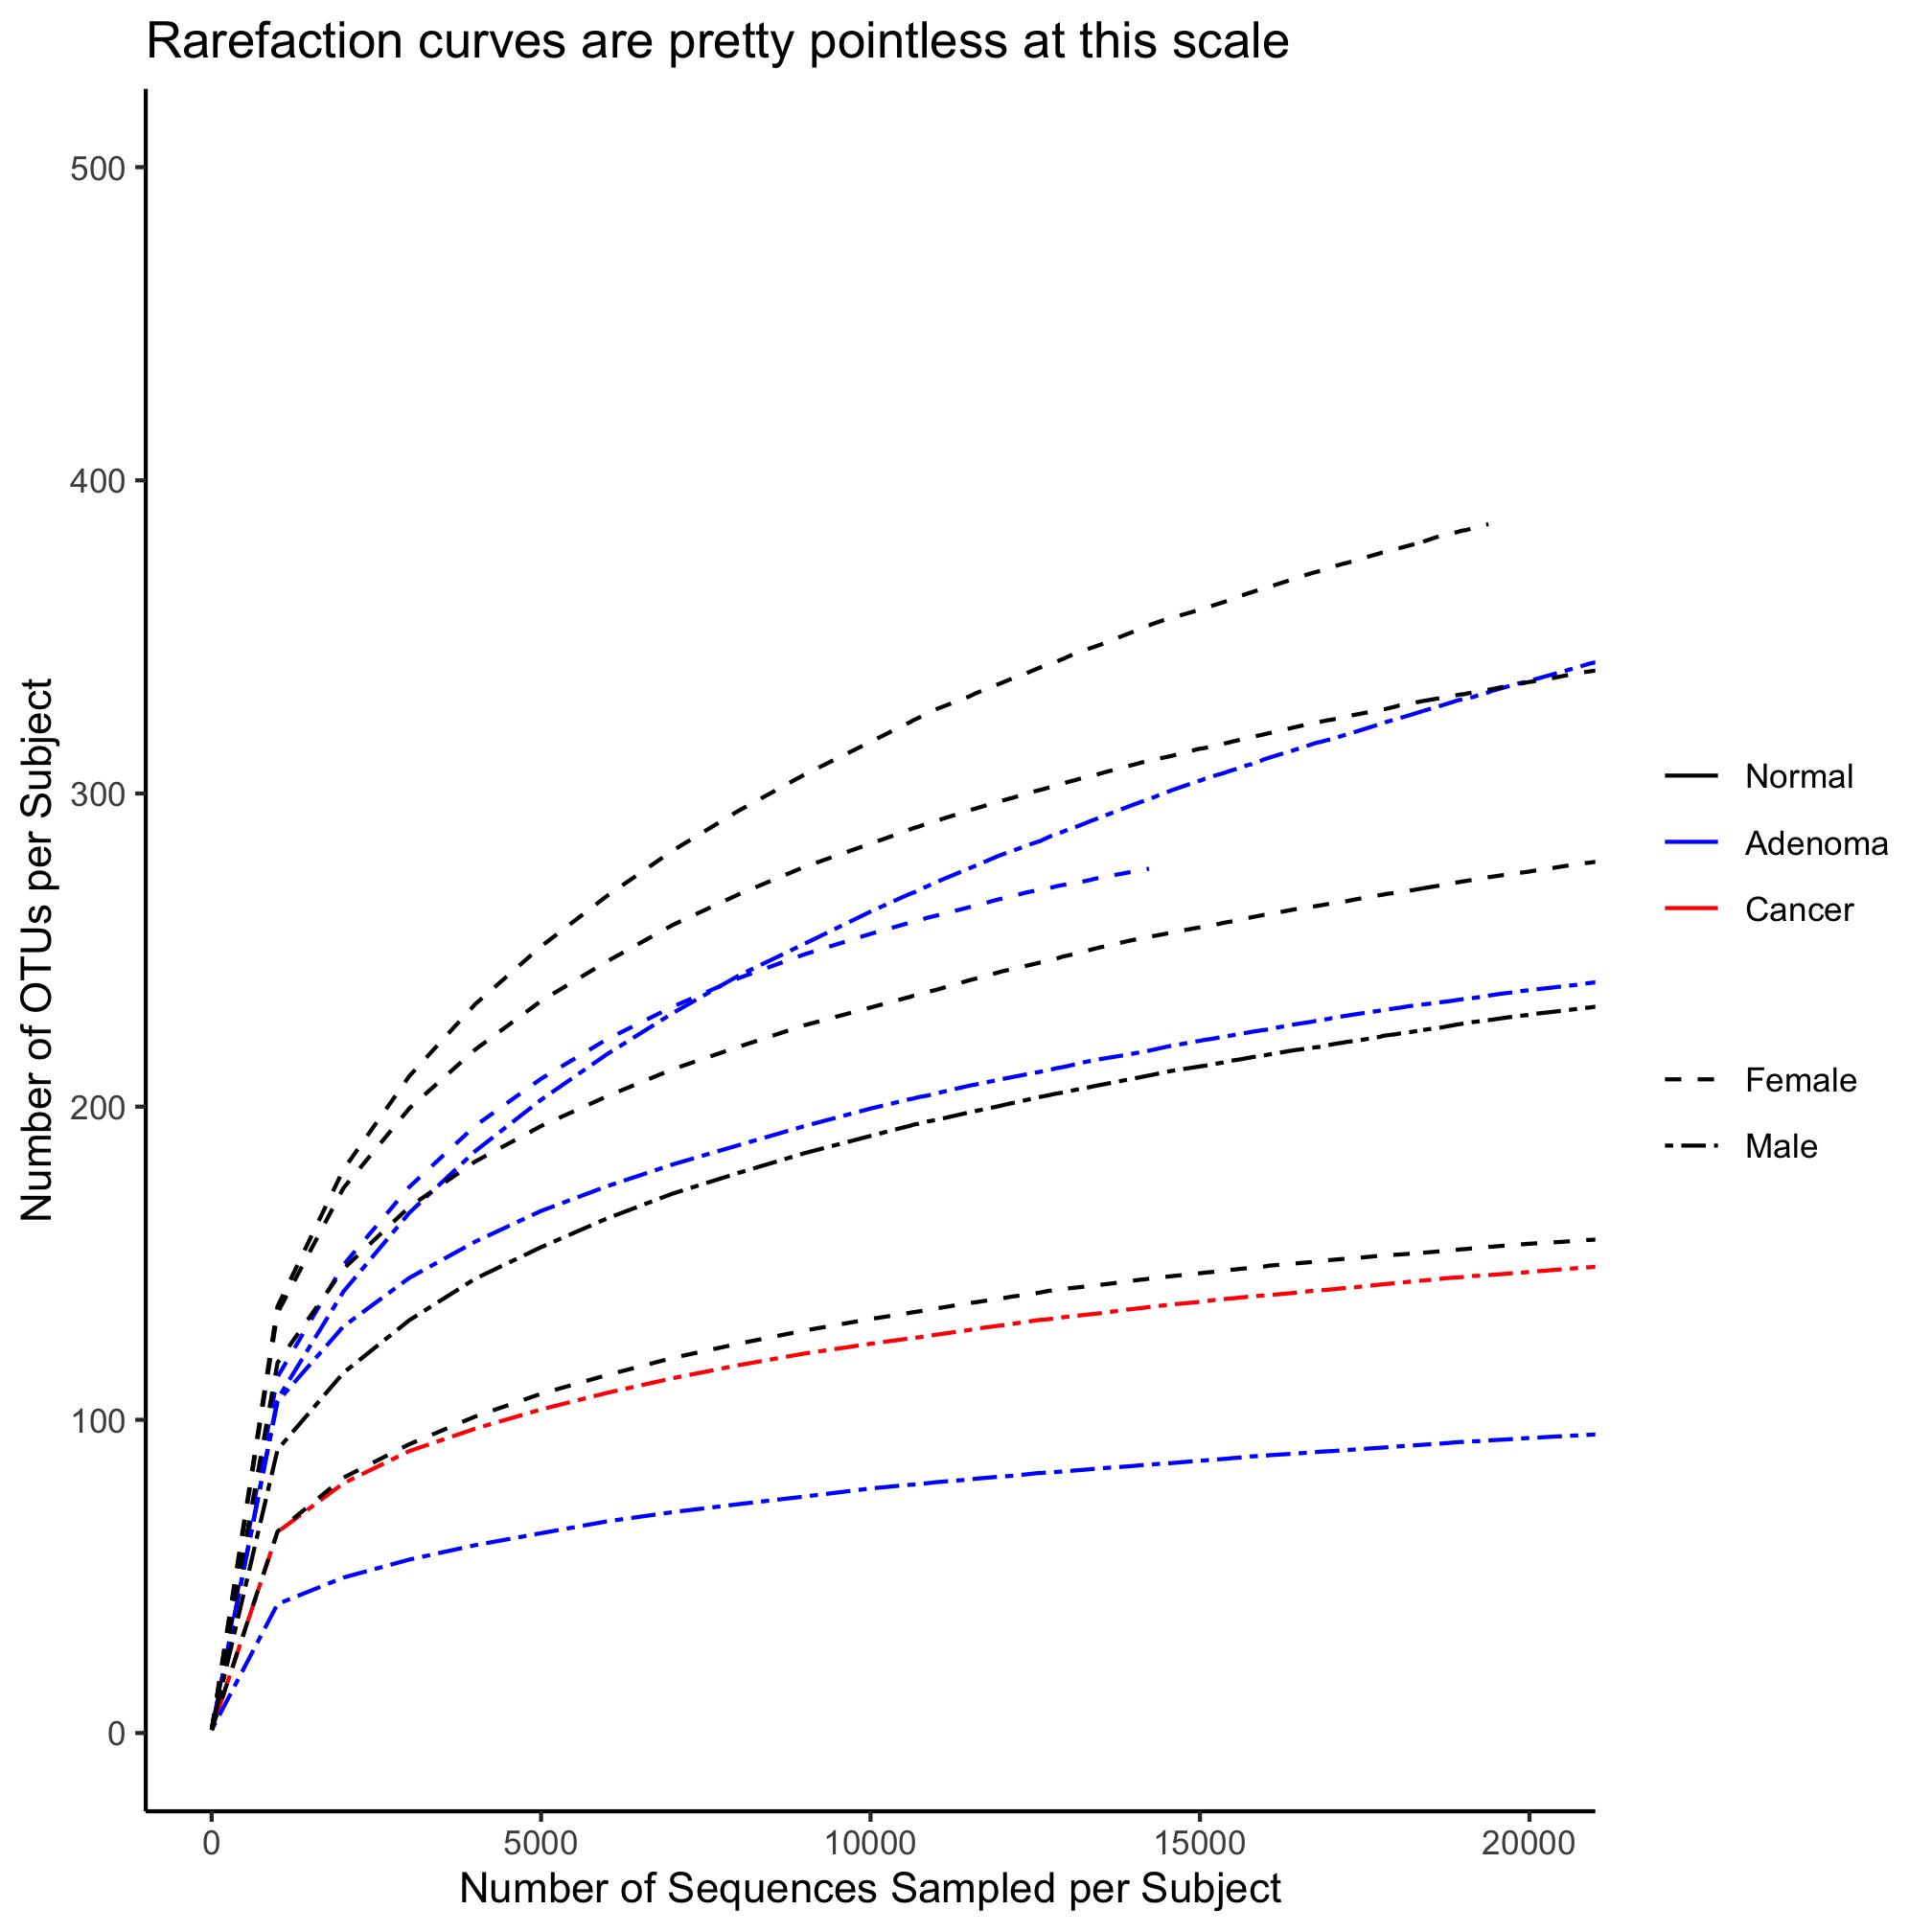 Rarefaction curves are pretty pointless at this scale
Number of OTUs per Subject
500
400
300
200
100
0
0 5000 10000 15000 20000
Number of Sequences Sampled per Subject
Normal
Adenoma
Cancer
Female
Male